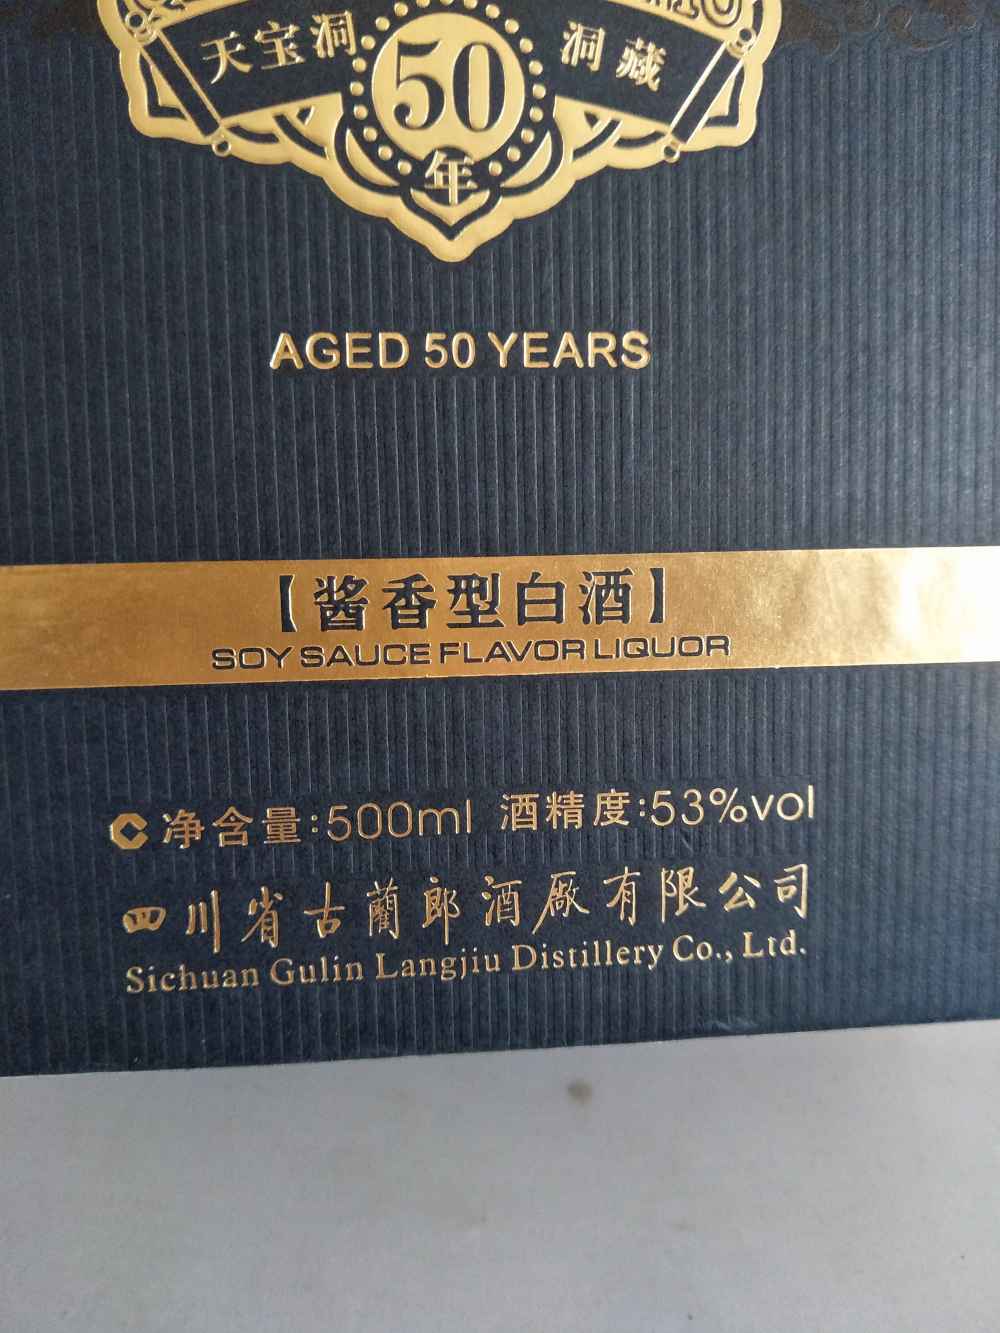 天宝洞 50 洞藏
年
AGED 50 YEARS
【酱香型白酒】
SOY SAUCE FLAVOR LIQUOR
净含量:500ml 酒精度:53%vol
四川省古蔺郎酒厰有限公司
Sichuan Gulin Langjiu Distillery Co., Ltd.